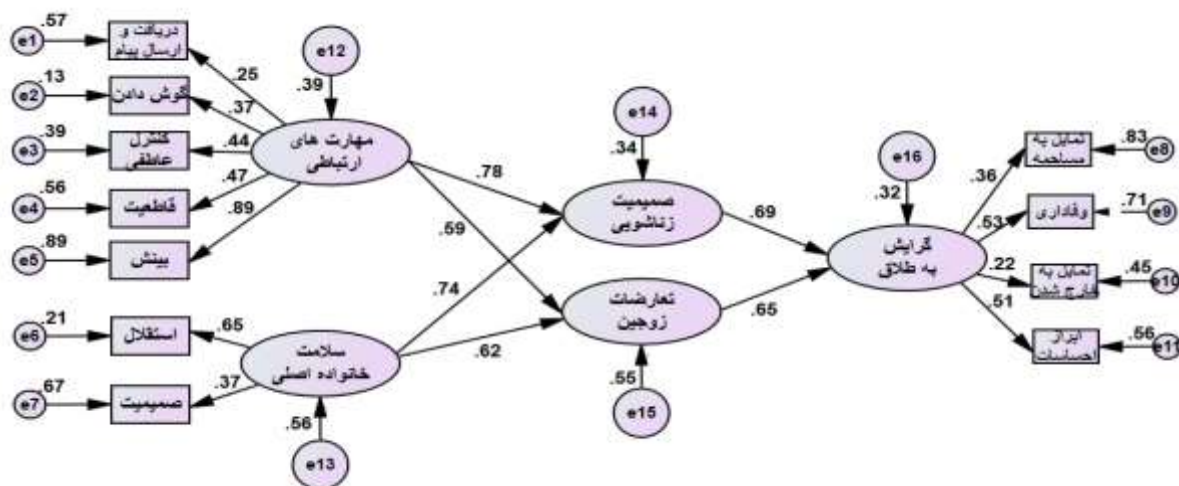 e1
.57
دریافت و
ارسال پیام
.25
e2
.13
گوش دادن
.37
e3
.39
کنترل
عاطفی
.44
e4
.56
قاطعیت
.47
e5
.89
بینش
.89
e12
.39
مهارت های
ارتباطی
e6
.21
استقلال
.65
e7
.67
صمیمیت
.37
سلامت
خانواده اصلی
.56
e13
.78
.59
.74
.62
e14
.34
صمیمیت
زناشویی
تعارضات
زوجین
.55
e15
.69
.65
e16
.32
گرایش
به طلاق
.36
تمایل به
مسامحه
.83
e8
.53
وفاداری
.71
e9
.22
تمایل به
خارج شدن
.45
e10
.51
ابراز
احساسات
.56
e11